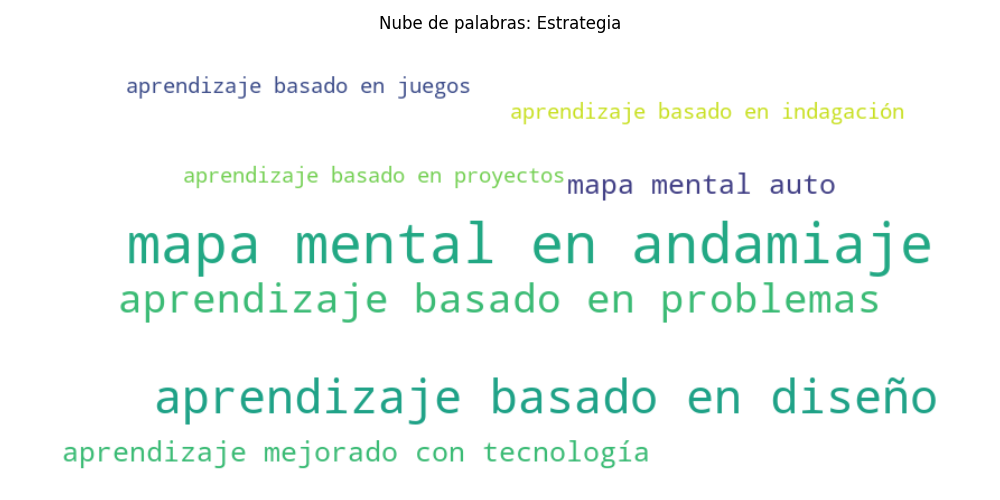 Nube de palabras: Estrategia
aprendizaje basado en juegos
aprendizaje basado en indagación
aprendizaje basado en proyectos
mapa mental auto
mapa mental en andamiaje
aprendizaje basado en problemas
aprendizaje basado en diseño
aprendizaje mejorado con tecnología